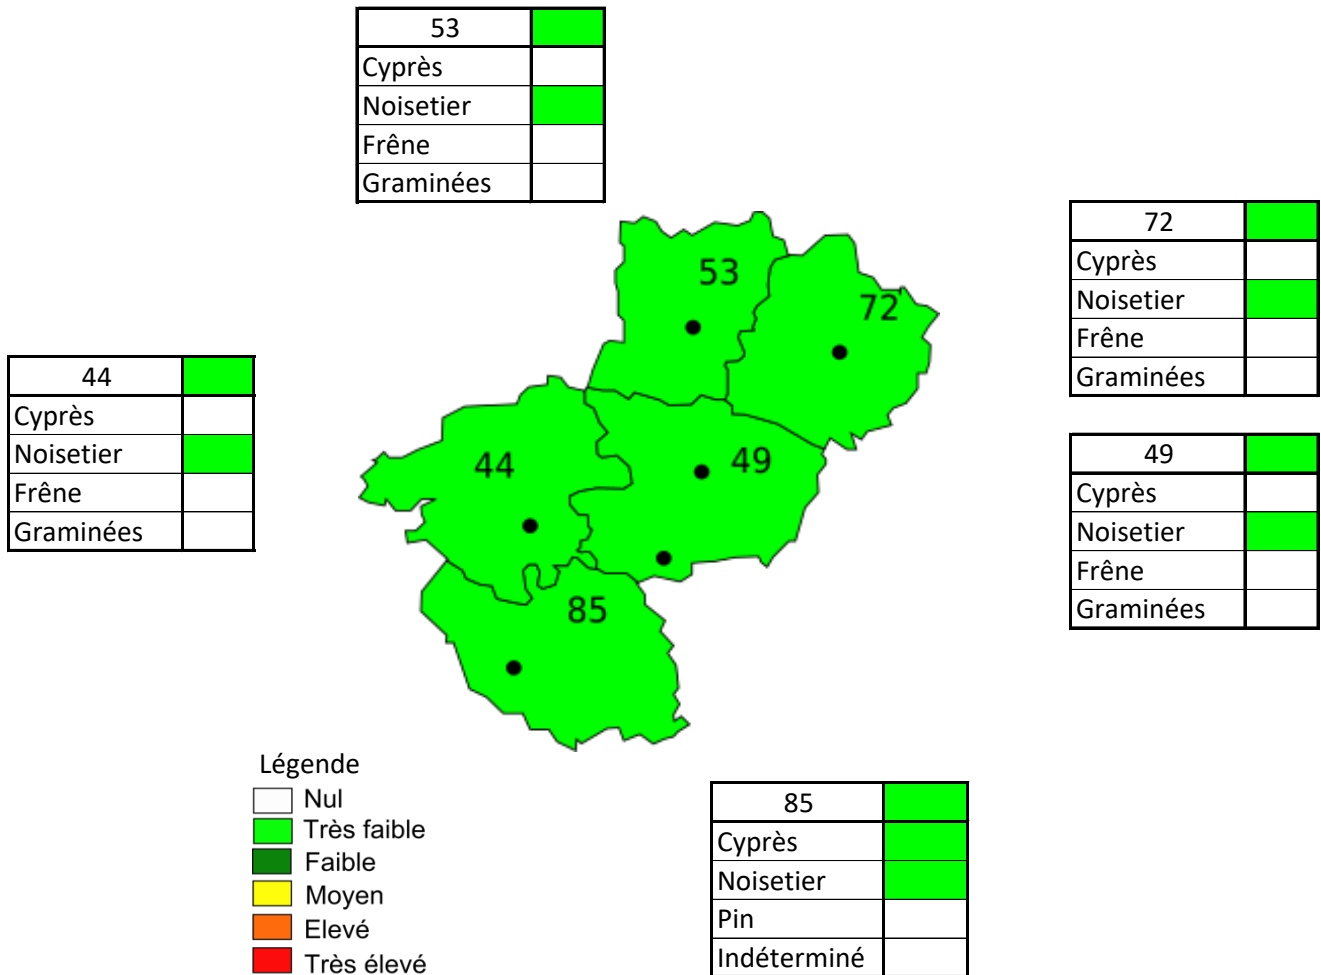 53
Cyprès
Noisetier
Frêne
Graminées
72
Cyprès
Noisetier
Frêne
Graminées
53
72
44
Cyprès
Noisetier
Frêne
Graminées
44
49
49
Cyprès
Noisetier
Frêne
Graminées
85
Légende
Nul
Très faible
Faible
Moyen
Elevé
Très élevé
85
Cyprès
Noisetier
Pin
Indéterminé